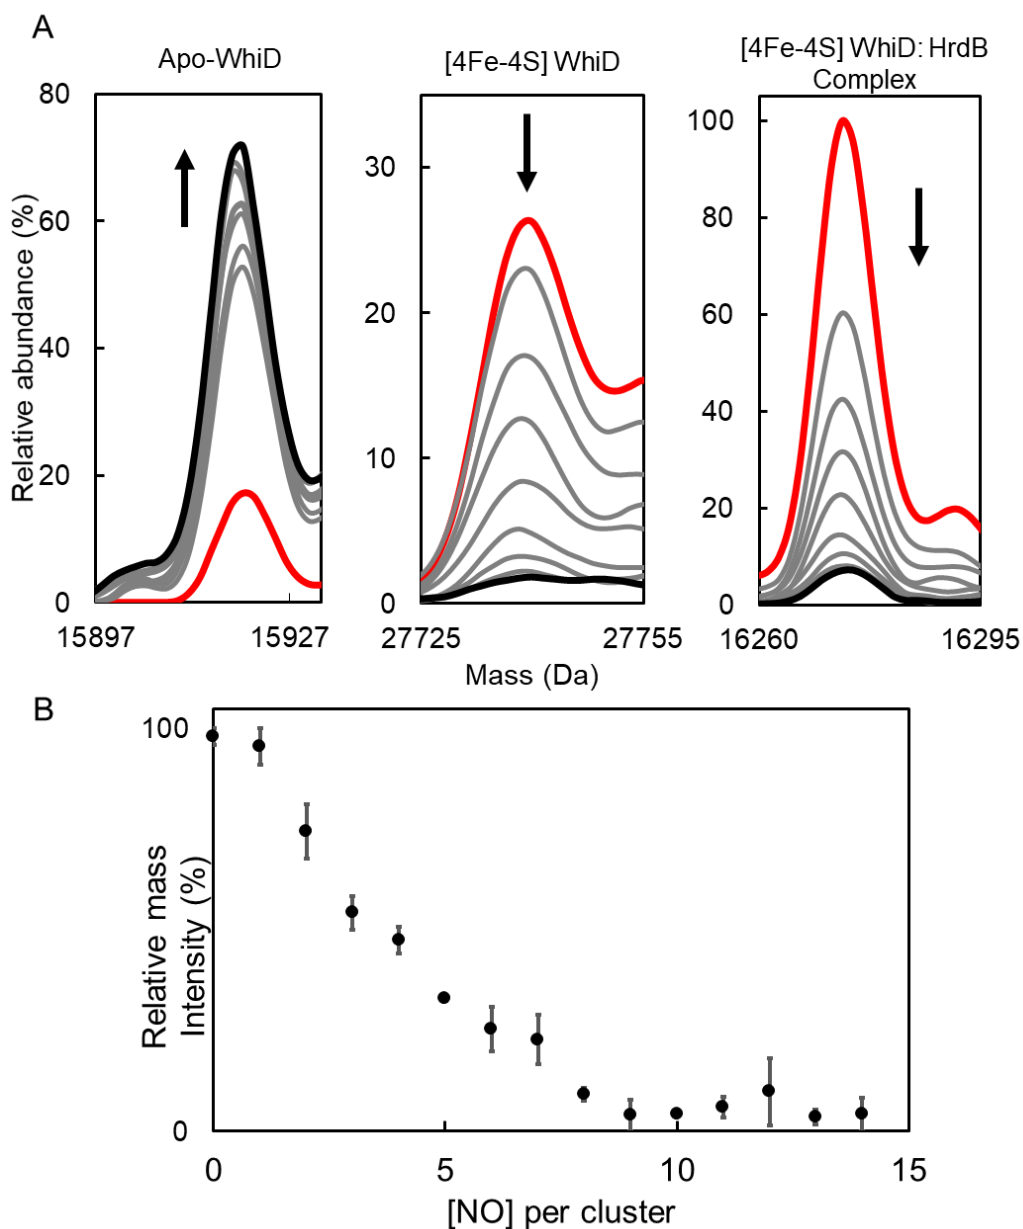 A
Apo-WhiD
[4Fe-4S] WhiD
[4Fe-4S] WhiD: HrdB
Complex
Relative abundance (%)
80
60
40
20
0
15897
15927
30
20
10
0
27725
27755
100
80
60
40
20
0
16260
16295
Mass (Da)
B
Relative mass
Intensity (%)
100
0
0
5
10
15
[NO] per cluster